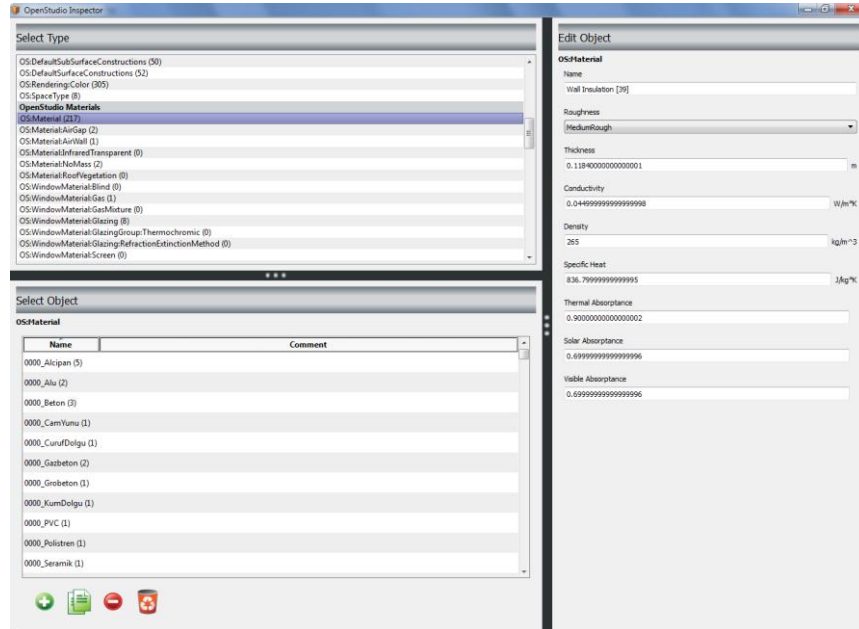 OpenStudio Inspector
Select Type
OS:DefaultSubSurfaceConstructions (50)
OS:DefaultSurfaceConstructions (52)
OS:Rendering:Color (305)
OS:SpaceType (8)
OpenStudio Materials
OS:Material (217)
OS:Material:AirGap (2)
OS:Material:AirWall (1)
OS:Material:InfraredTransparent (0)
OS:Material:NoMass (2)
OS:Material:RoofVegetation (0)
OS:WindowMaterial:Blind (0)
OS:WindowMaterial:Gas (1)
OS:WindowMaterial:GasMixture (0)
OS:WindowMaterial:Glazing (8)
OS:WindowMaterial:GlazingGroup:Thermochromic (0)
OS:WindowMaterial:Glazing:RefractionExtinctionMethod (0)
OS:WindowMaterial:Screen (0)
Select Object
OS:Material
Name Comment
0000_Alcipan (5)
0000_Alu (2)
0000_Beton (3)
0000_CamYunu (1)
0000_CurufDolgu (1)
0000_Gazbeton (2)
0000_Grobeton (1)
0000_KumDolgu (1)
0000_PVC (1)
0000_Polistren (1)
0000_Seramik (1)
Edit Object
OS:Material
Name
Wall Insulation [39]
Roughness
MediumRough
Thickness
0.11840000000000001 m
Conductivity
0.044999999999999998 W/m*K
Density
265 kg/m^3
Specific Heat
836.79999999999995 J/kg*K
Thermal Absorptance
0.90000000000000002
Solar Absorptance
0.69999999999999996
Visible Absorptance
0.69999999999999996